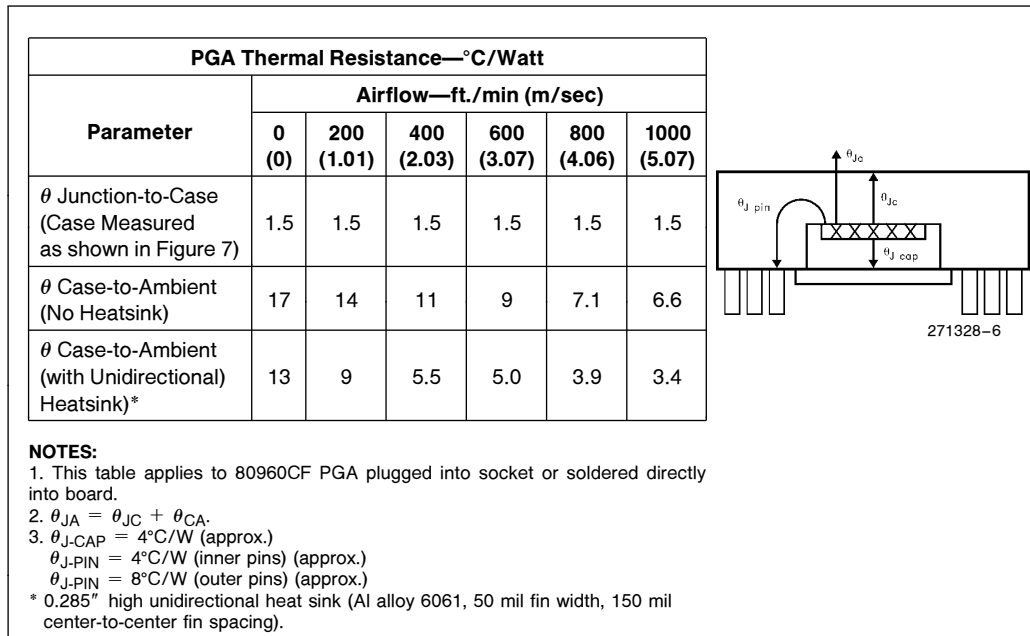 PGA Thermal Resistance—°C/Watt
Parameter
Airflow—ft./min (m/sec)
0 200 400 600 800 1000
(0) (1.01) (2.03) (3.07) (4.06) (5.07)
θ Junction-to-Case
(Case Measured
as shown in Figure 7)
1.5 1.5 1.5 1.5 1.5 1.5
θ Case-to-Ambient
(No Heatsink)
17 14 11 9 7.1 6.6
θ Case-to-Ambient
(with Unidirectional)
Heatsink)*
13 9 5.5 5.0 3.9 3.4
θJa
θJc
θJ pin
θJ cap
271328–6
NOTES:
1. This table applies to 80960CF PGA plugged into socket or soldered directly
into board.
2. θJA = θJC + θCA.
3. θJ-CAP = 4°C/W (approx.)
θJ-PIN = 4°C/W (inner pins) (approx.)
θJ-PIN = 8°C/W (outer pins) (approx.)
* 0.285″ high unidirectional heat sink (Al alloy 6061, 50 mil fin width, 150 mil
center-to-center fin spacing).